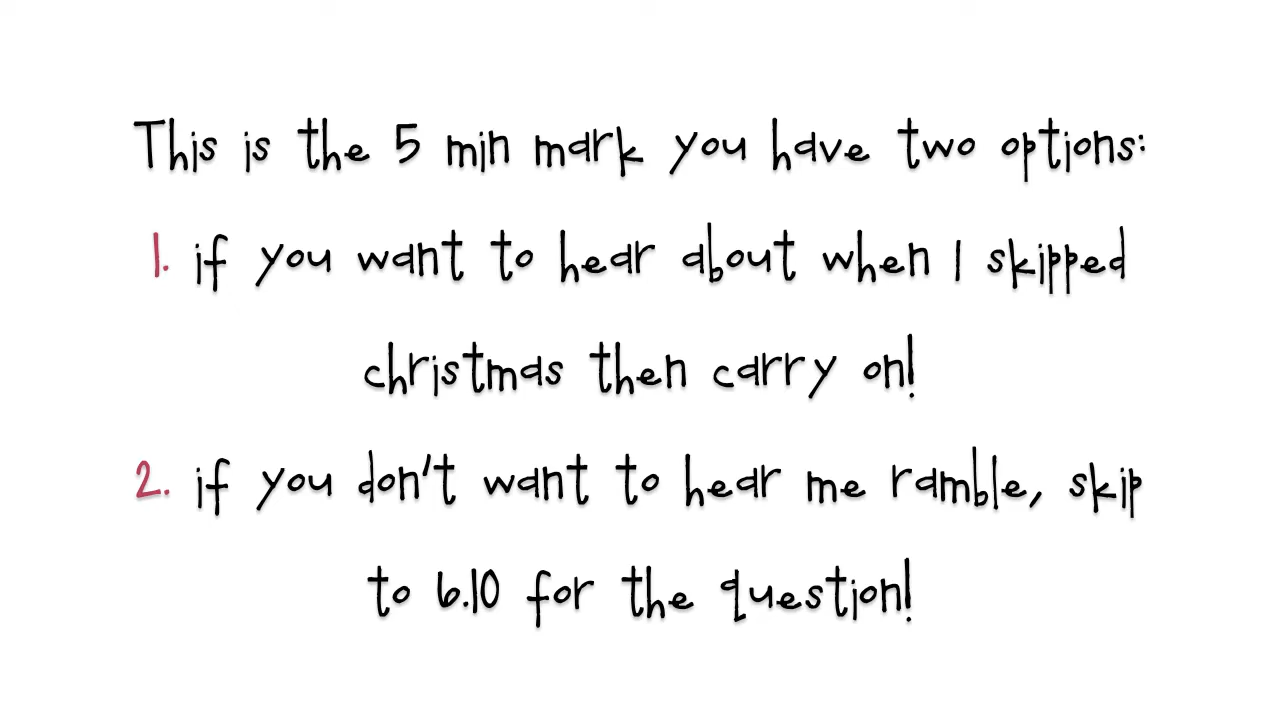 This is the 5 min mark you have two options:
1. if you want to hear about when I skipped
christmas then carry on!
2. if you don't want to hear me ramble, skip
to 6.10 for the question!